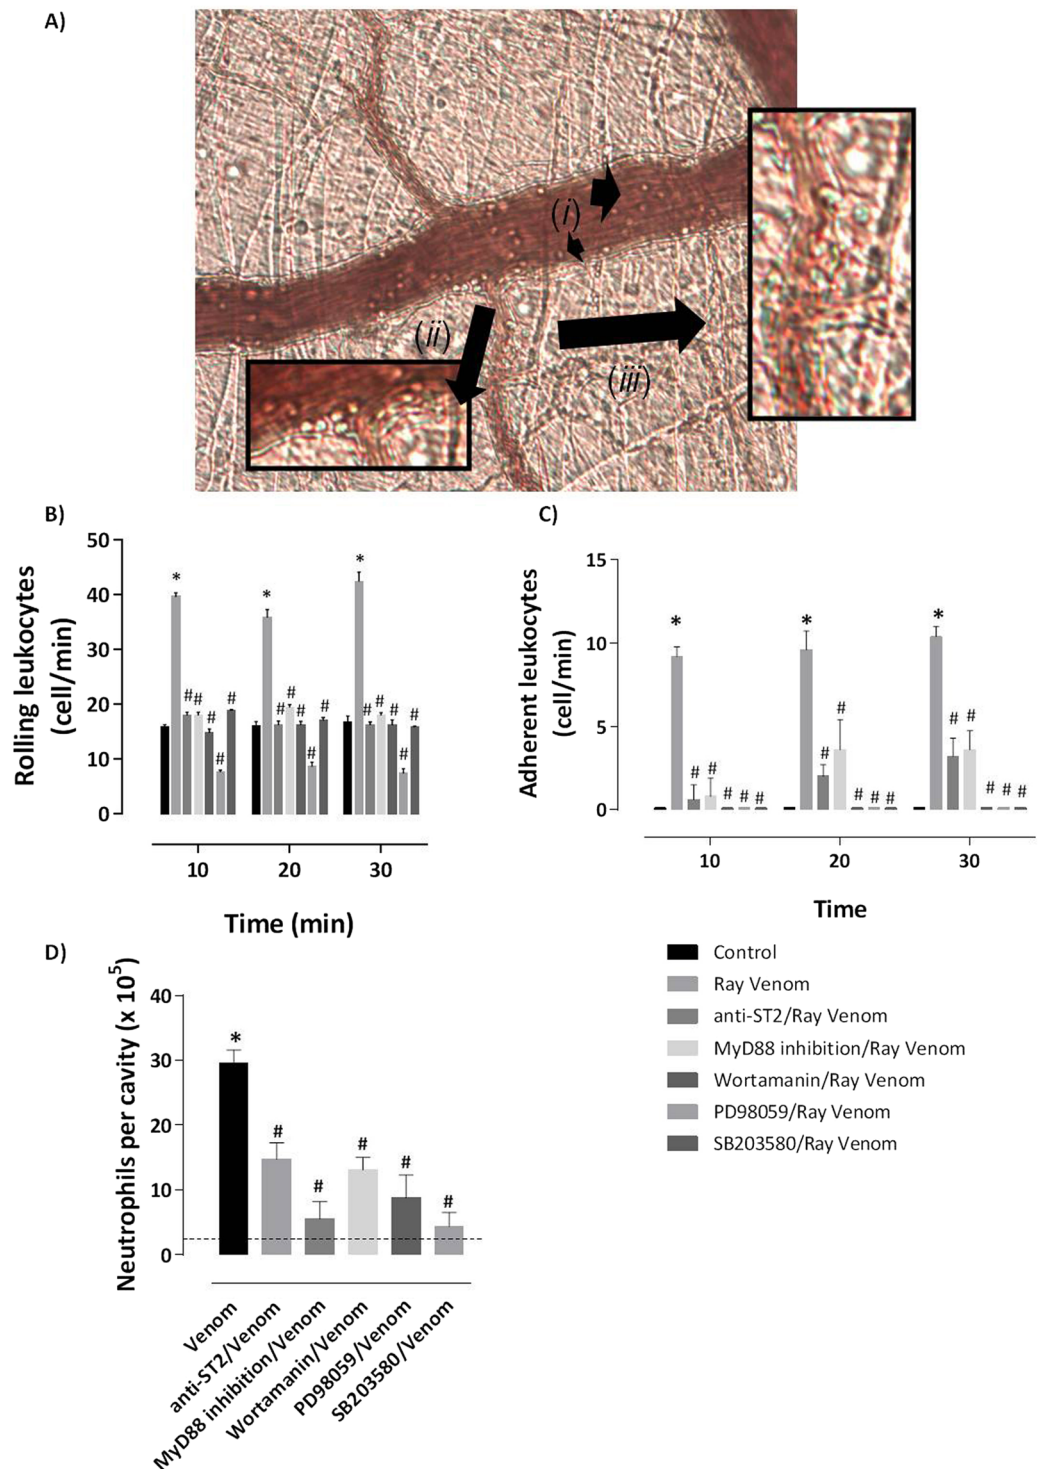 A)
(i)
(ii)
(iii)
B)
Rolling leukocytes
(cell/min)
50
40
30
20
10
0
*
*
*
# # # # #
# # # # #
# # # # #
10 20 30
Time (min)
C)
Adherent leukocytes
(cell/min)
15
10
5
0
*
*
*
# # # # #
# # # # #
# # # # #
10 20 30
Time
Control
Ray Venom
anti-ST2/Ray Venom
MyD88 inhibition/Ray Venom
Wortamanin/Ray Venom
PD98059/Ray Venom
SB203580/Ray Venom
D)
Neutrophils per cavity (x 10⁵)
40
30
20
10
0
*
# # # # #
Venom
anti-ST2/Venom
MyD88 inhibition/Venom
Wortamanin/Venom
PD98059/Venom
SB203580/Venom